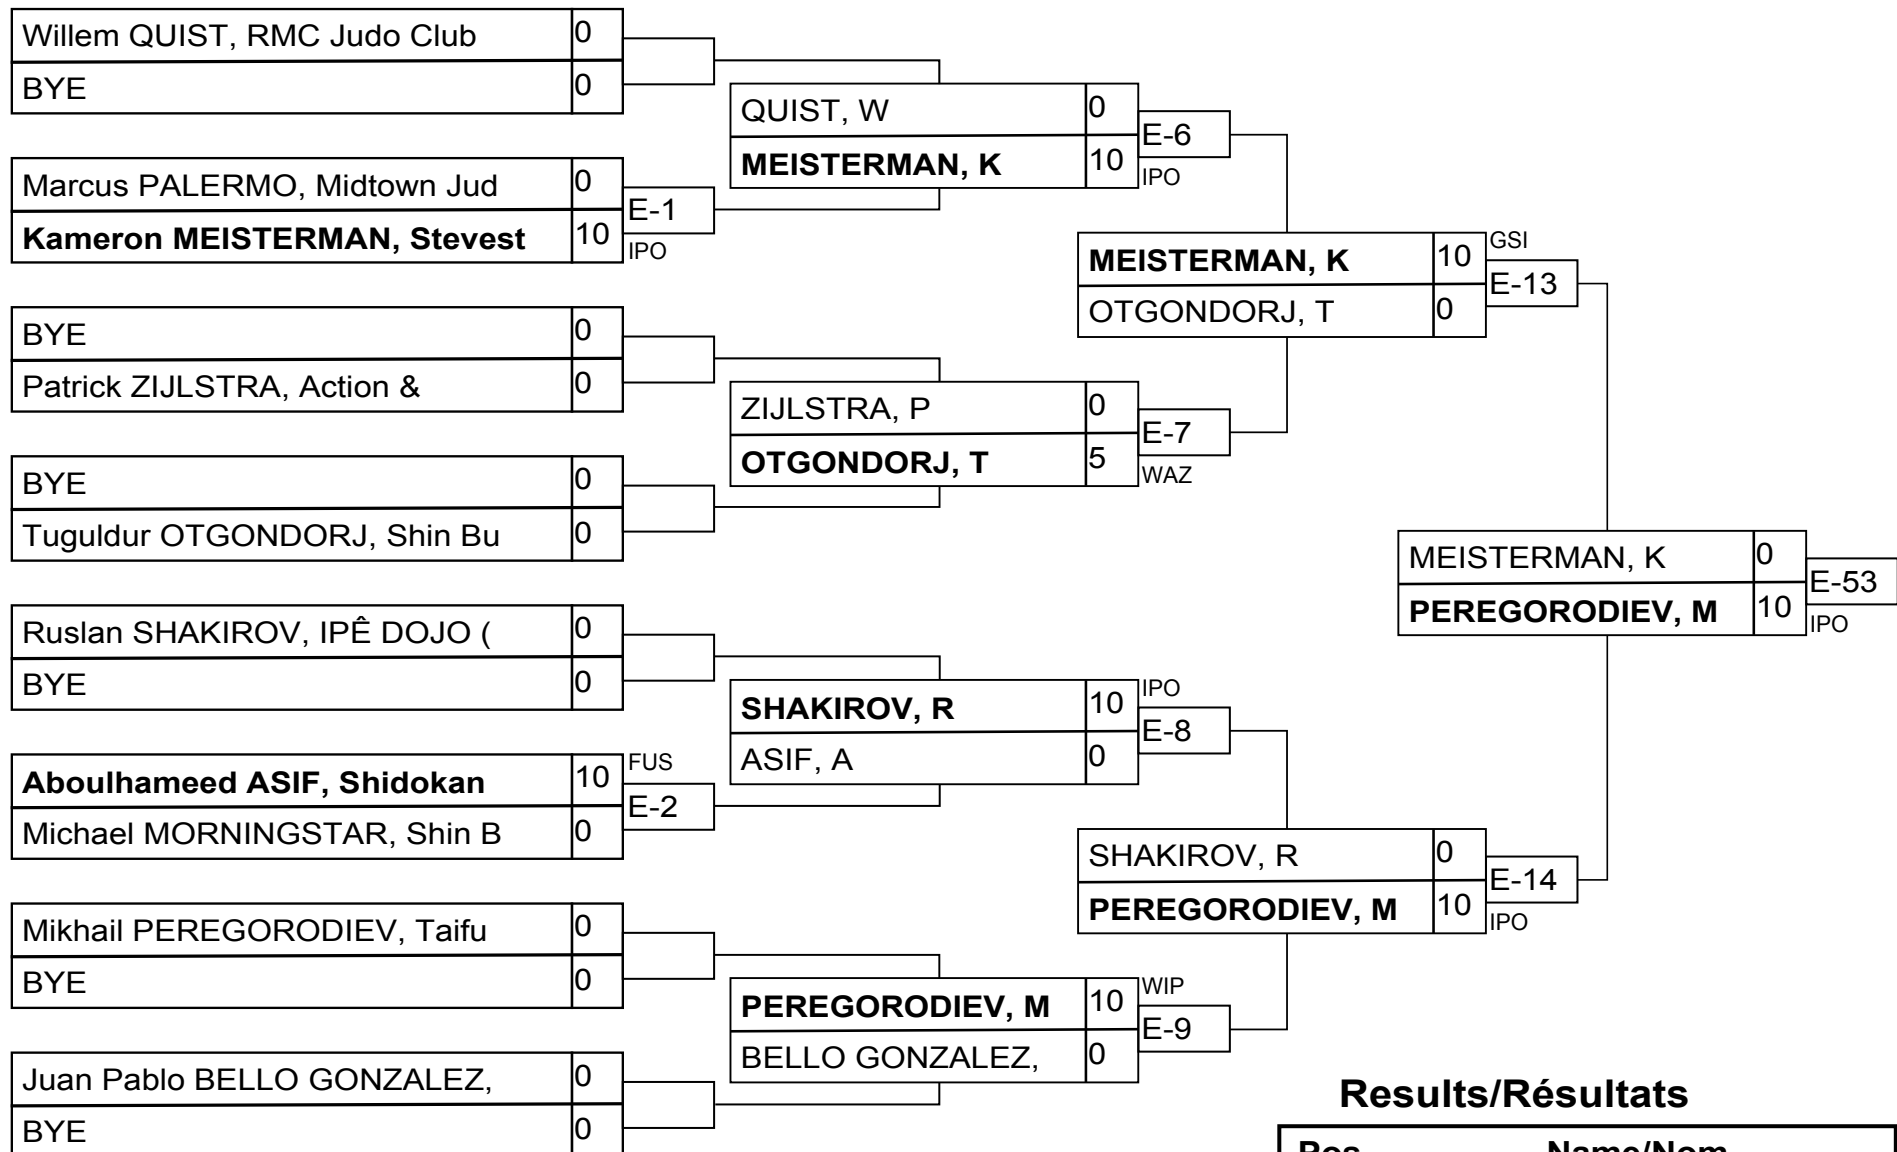 Willem QUIST, RMC Judo Club 0
BYE 0
Marcus PALERMO, Midtown Jud 0
Kameron MEISTERMAN, Stevest 10
E-1
IPO
BYE 0
Patrick ZIJLSTRA, Action & 0
BYE 0
Tuguldur OTGONDORJ, Shin Bu 0
Ruslan SHAKIROV, IPÊ DOJO ( 0
BYE 0
Aboulhameed ASIF, Shidokan 10
Michael MORNINGSTAR, Shin B 0
FUS
E-2
Mikhail PEREGORODIEV, Taifu 0
BYE 0
Juan Pablo BELLO GONZALEZ, 0
BYE 0
QUIST, W 0
MEISTERMAN, K 10
E-6
IPO
ZIJLSTRA, P 0
OTGONDORJ, T 5
E-7
WAZ
SHAKIROV, R 10
ASIF, A 0
IPO
E-8
PEREGORODIEV, M 10
BELLO GONZALEZ, 0
WIP
E-9
MEISTERMAN, K 10
OTGONDORJ, T 0
GSI
E-13
SHAKIROV, R 0
PEREGORODIEV, M 10
E-14
IPO
MEISTERMAN, K 0
PEREGORODIEV, M 10
E-53
IPO
Results/Résultats
Pos Name/Nom